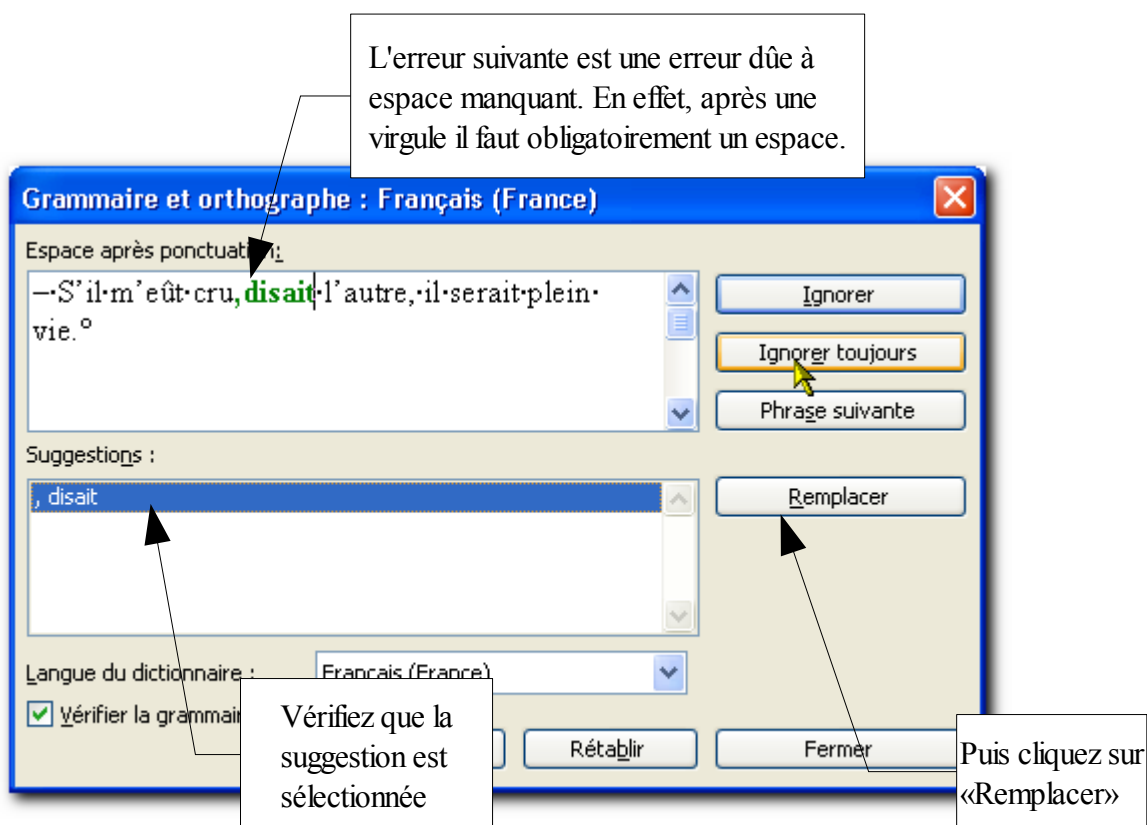 L'erreur suivante est une erreur dûe à
espace manquant. En effet, après une
virgule il faut obligatoirement un espace.
Grammaire et orthographe : Français (France)
Espace après ponctuation:
–·S’il·m’eût·cru,disait·l’autre,·il·serait·plein·
vie.°
Ignorer
Ignorer toujours
Phrase suivante
Suggestions :
, disait
Remplacer
Langue du dictionnaire :
Français (France)
Vérifier la grammair
Vérifiez que la
suggestion est
sélectionnée
Rétablir
Fermer
Puis cliquez sur
«Remplacer»